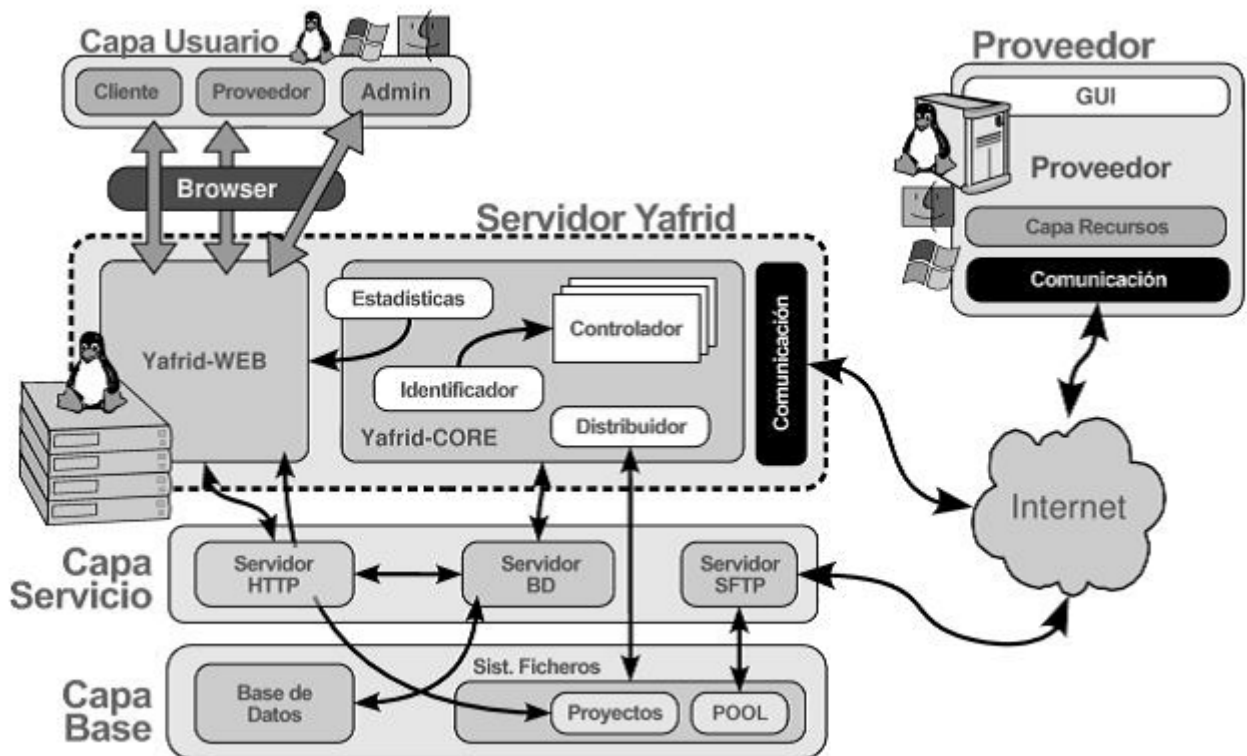 Capa Usuario
Cliente
Proveedor
Admin
Browser
Servidor Yafrid
Yafrid-WEB
Estadísticas
Controlador
Identificador
Distribuidor
Yafrid-CORE
Comunicación
Proveedor
GUI
Proveedor
Capa Recursos
Comunicación
Internet
Capa
Servicio
Servidor
HTTP
Servidor
BD
Servidor
SFTP
Capa
Base
Base de
Datos
Sist. Ficheros
Proyectos
POOL